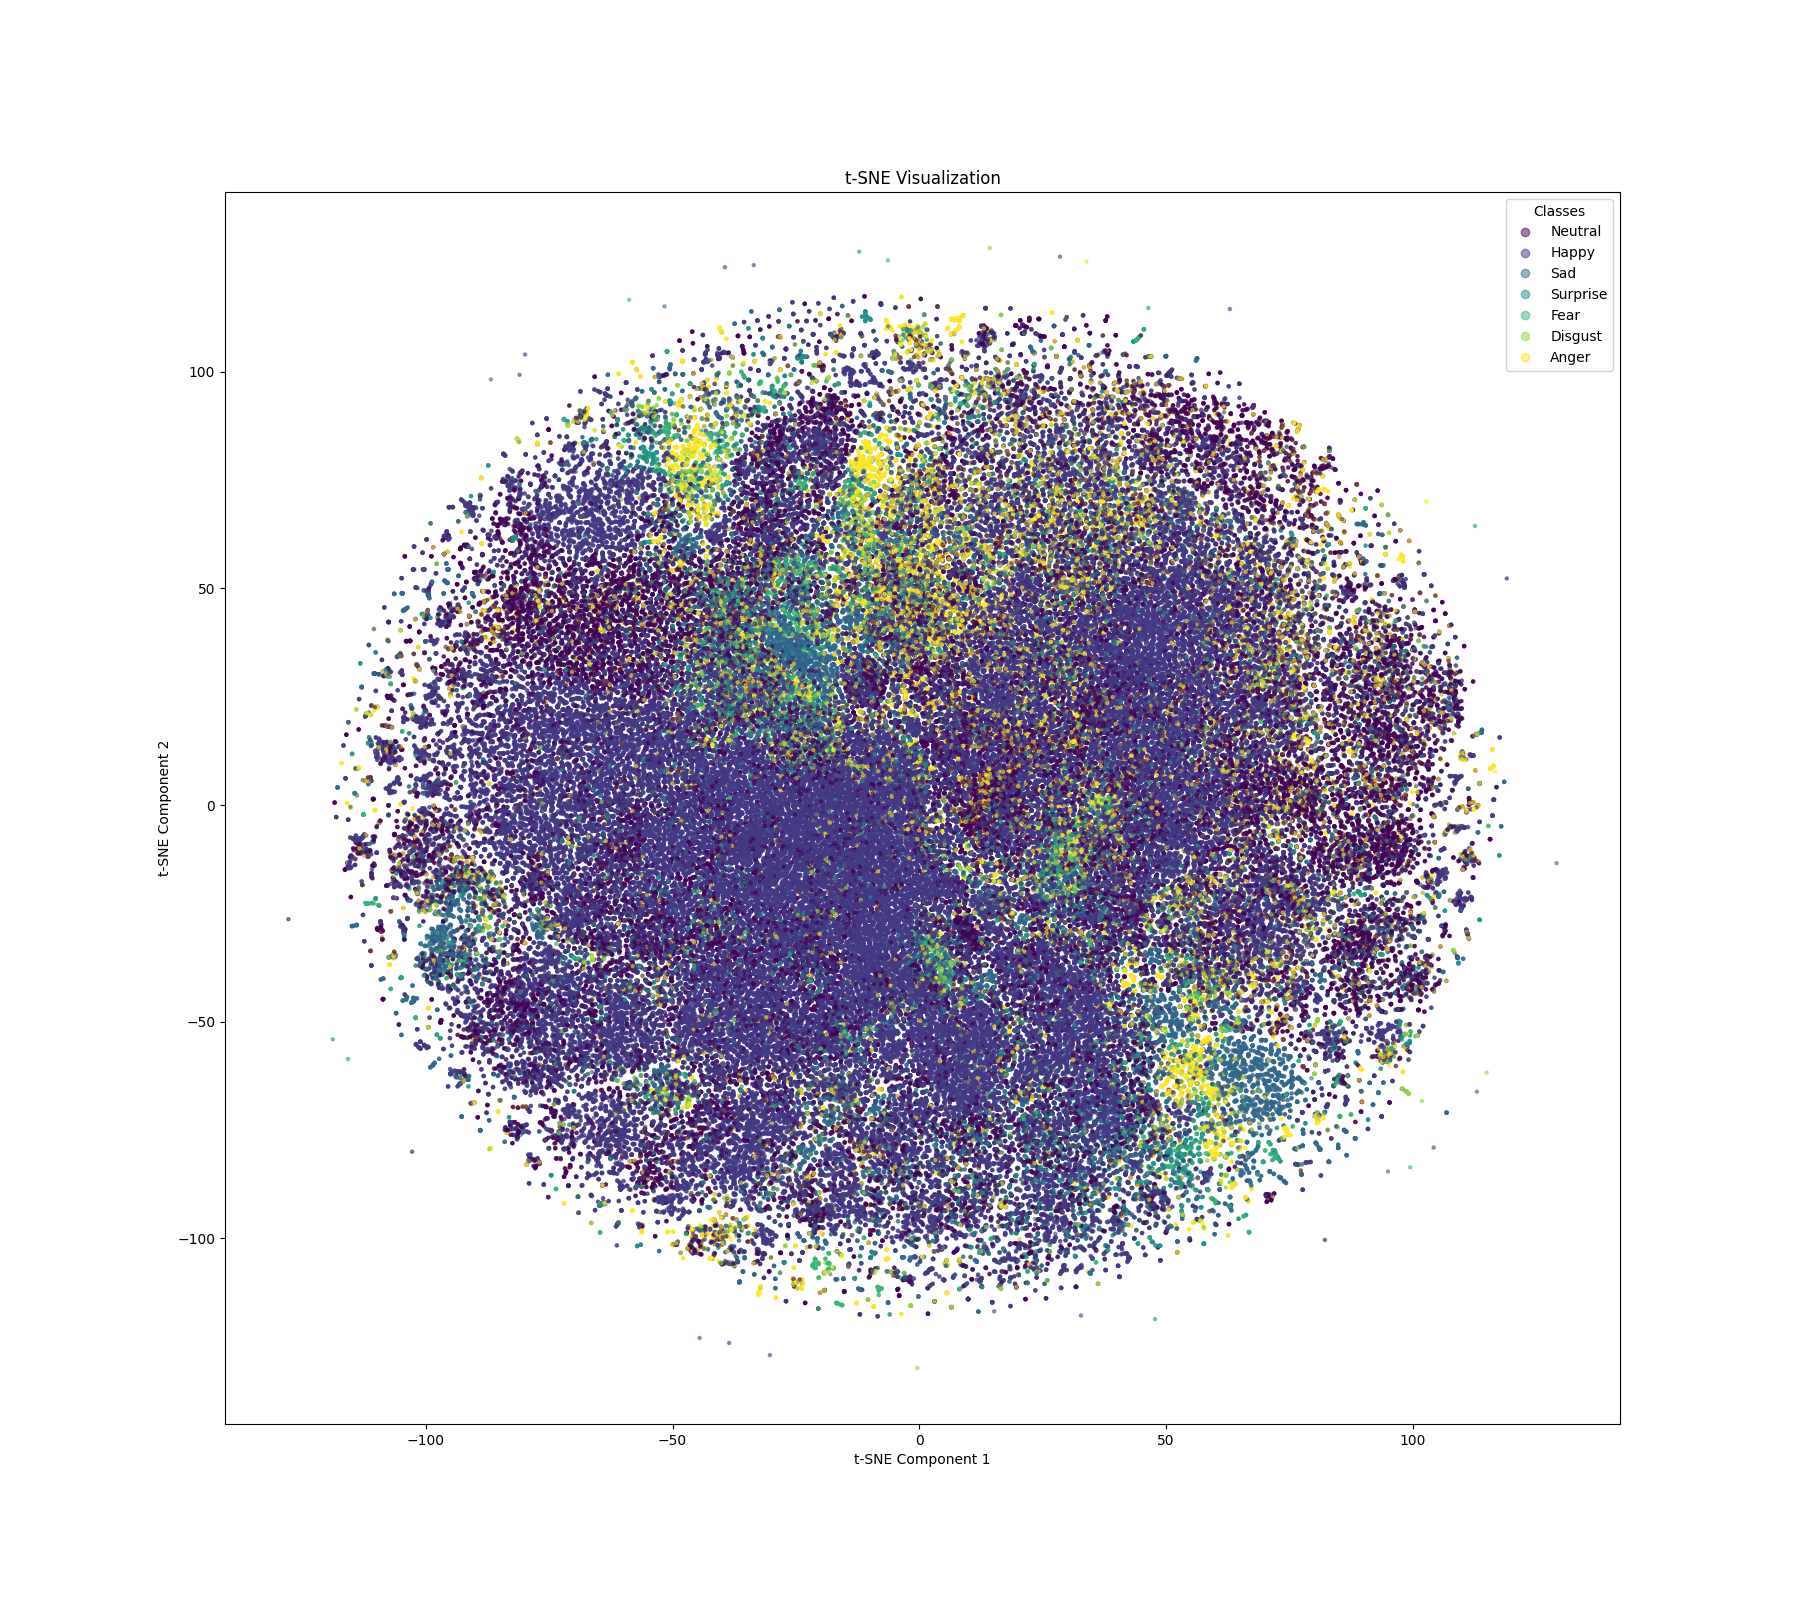 t-SNE Visualization
Classes
Neutral
Happy
Sad
Surprise
Fear
Disgust
Anger
100
50
0
−50
−100
t-SNE Component 2
−100
−50
0
50
100
t-SNE Component 1